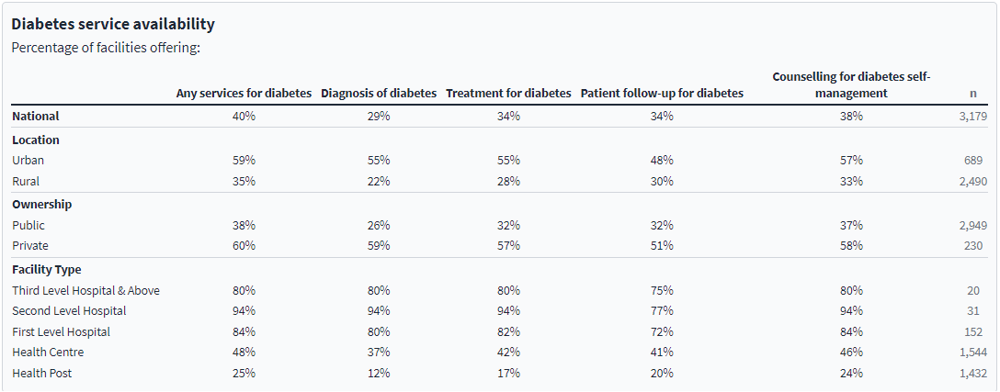 Diabetes service availability
Percentage of facilities offering:
Counselling for diabetes self-
Any services for diabetes Diagnosis of diabetes Treatment for diabetes Patient follow-up for diabetes management n
National 40% 29% 34% 34% 38% 3,179
Location
Urban 59% 55% 55% 48% 57% 689
Rural 35% 22% 28% 30% 33% 2,490
Ownership
Public 38% 26% 32% 32% 37% 2,949
Private 60% 59% 57% 51% 58% 230
Facility Type
Third Level Hospital & Above 80% 80% 80% 75% 80% 20
Second Level Hospital 94% 94% 94% 77% 94% 31
First Level Hospital 84% 80% 82% 72% 84% 152
Health Centre 48% 37% 42% 41% 46% 1,544
Health Post 25% 12% 17% 20% 24% 1,432